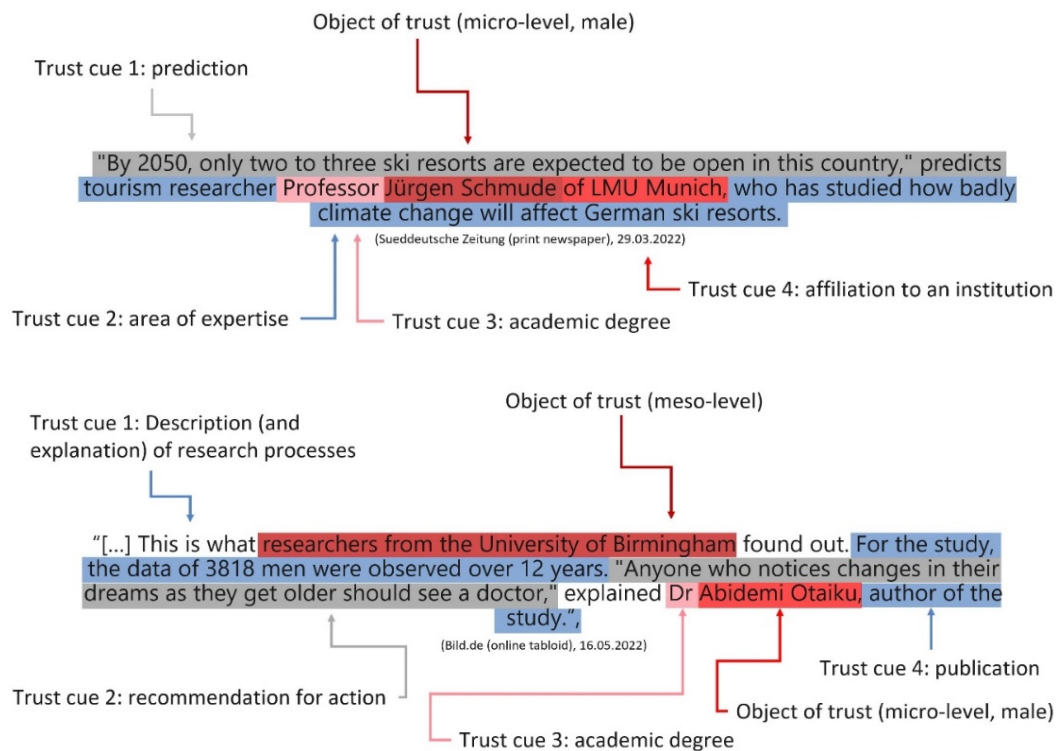 Object of trust (micro-level, male)
Trust cue 1: prediction
"By 2050, only two to three ski resorts are expected to be open in this country," predicts
tourism researcher Professor Jürgen Schmude of LMU Munich, who has studied how badly
climate change will affect German ski resorts.
(Sueddeutsche Zeitung (print newspaper), 29.03.2022)
Trust cue 4: affiliation to an institution
Trust cue 2: area of expertise
Trust cue 3: academic degree
Object of trust (meso-level)
Trust cue 1: Description (and
explanation) of research processes
“[...] This is what researchers from the University of Birmingham found out. For the study,
the data of 3818 men were observed over 12 years. "Anyone who notices changes in their
dreams as they get older should see a doctor," explained Dr Abidemi Otaiku, author of the
study.“,
(Bild.de (online tabloid), 16.05.2022)
Trust cue 4: publication
Trust cue 2: recommendation for action
Object of trust (micro-level, male)
Trust cue 3: academic degree